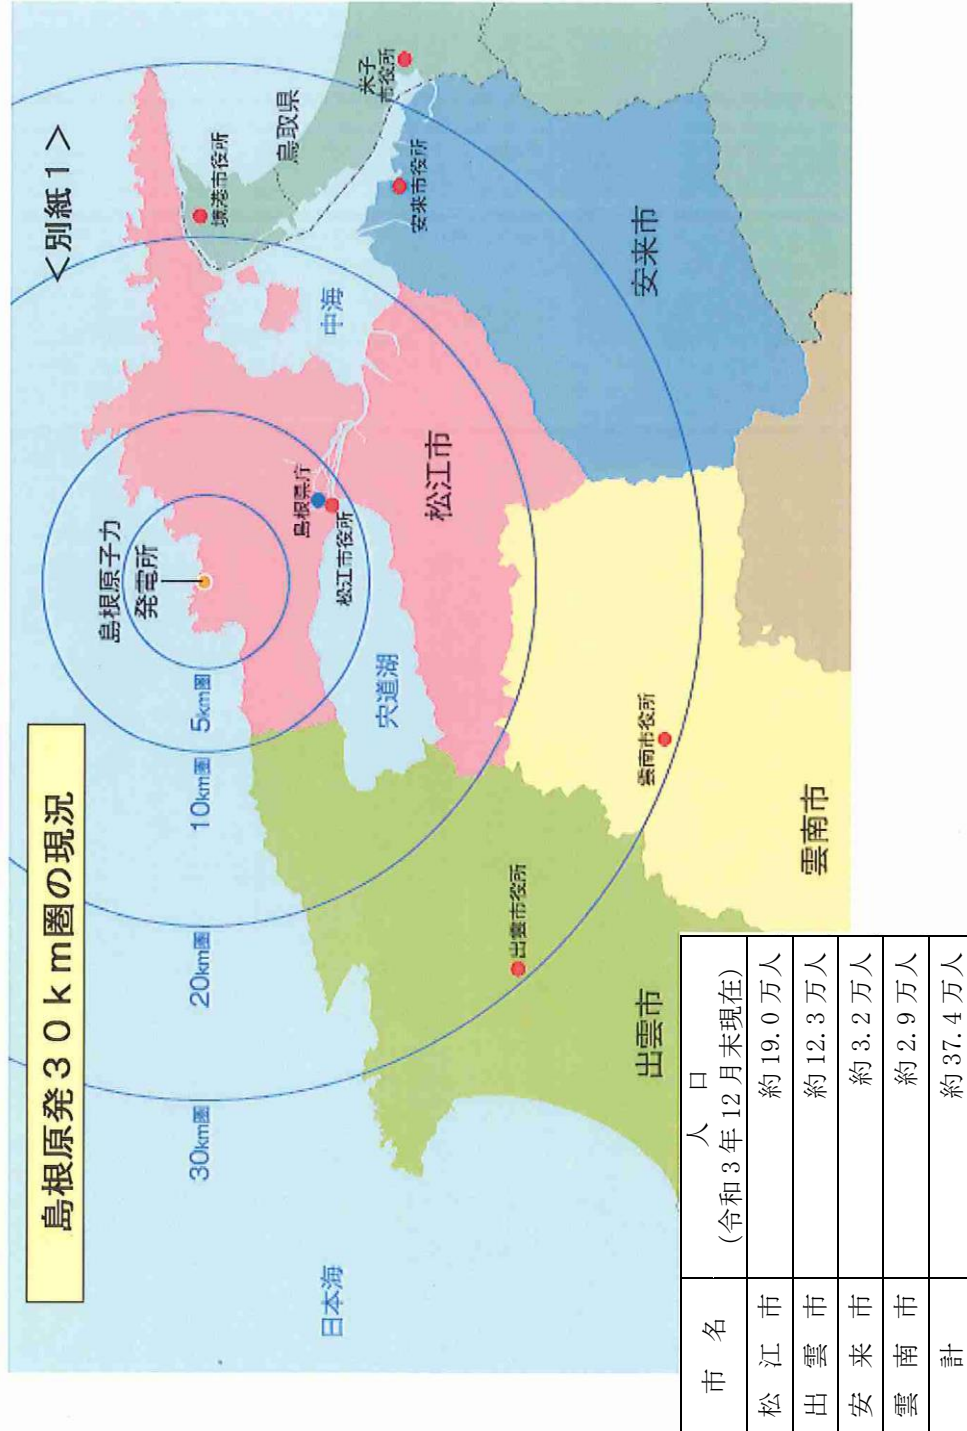 <別紙1>
島根原発30km圏の現況
島根原子力
発電所
5km圏
10km圏
20km圏
30km圏
日本海
島根県庁
松江市役所
宍道湖
中海
松江市
境港市役所
鳥取県
米子
市役所
安来市役所
安来市
出雲市役所
出雲市
雲南市役所
雲南市
市名 人口
(令和3年12月末現在)
松江市 約19.0万人
出雲市 約12.3万人
安来市 約3.2万人
雲南市 約2.9万人
計 約37.4万人